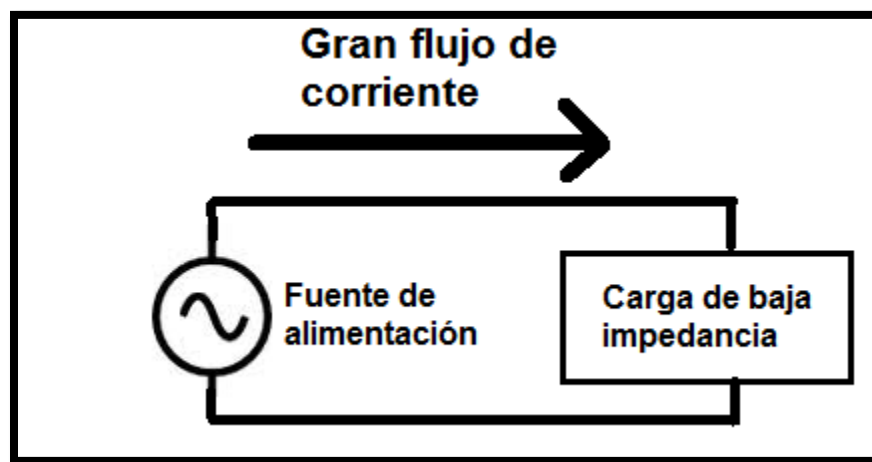 Gran flujo de
corriente
Fuente de
alimentación
Carga de baja
impedancia